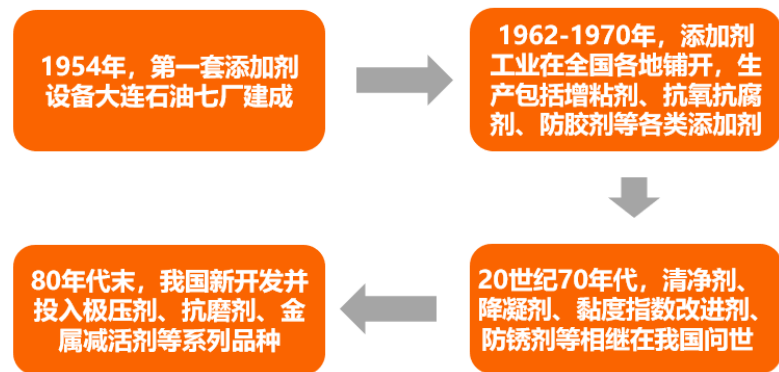 1954年，第一套添加剂
设备大连石油七厂建成
1962-1970年，添加剂
工业在全国各地铺开，生
产包括增粘剂、抗氧抗腐
剂、防胶剂等各类添加剂
20世纪70年代，清净剂、
降凝剂、黏度指数改进剂、
防锈剂等相继在我国问世
80年代末，我国新开发并
投入极压剂、抗磨剂、金
属减活剂等系列品种